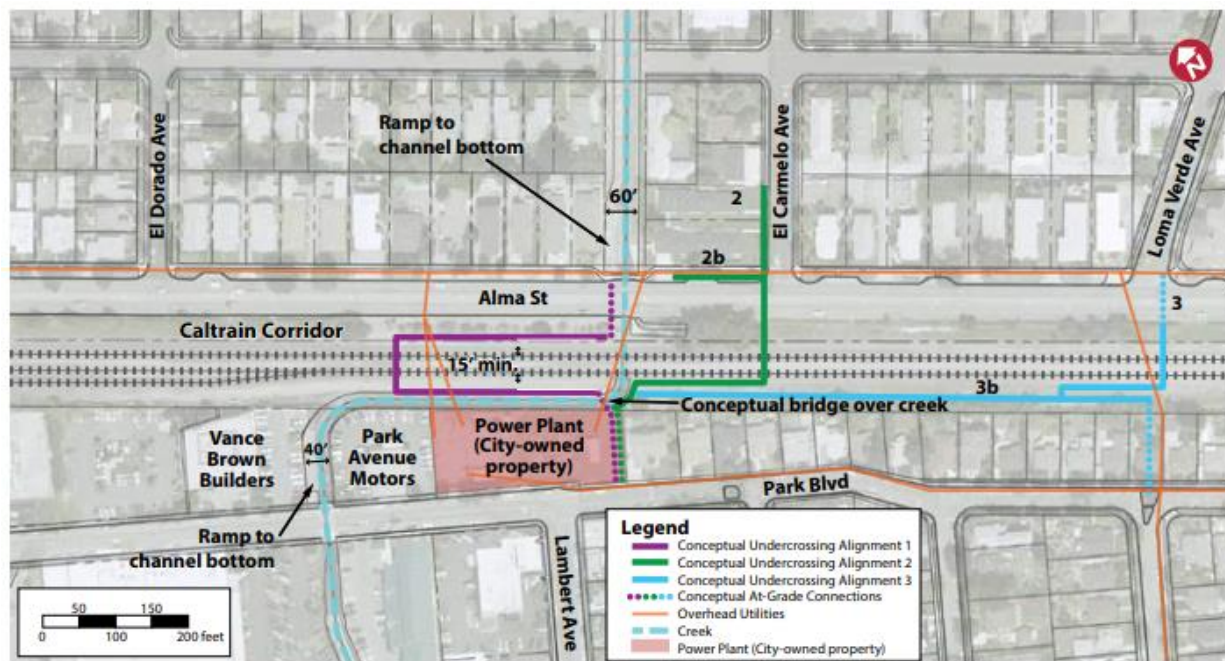 El Dorado Ave
Ramp to
channel bottom
60'
2
El Carmelo Ave
Loma Verde Ave
N
2b
Alma St
3
Caltrain Corridor
15' min.
3b
Conceptual bridge over creek
Vance
Brown
Builders
40'
Park
Avenue
Motors
Power Plant
(City-owned
property)
Park Blvd
Ramp to
channel bottom
Lambert Ave
Legend
Conceptual Undercrossing Alignment 1
Conceptual Undercrossing Alignment 2
Conceptual Undercrossing Alignment 3
Conceptual At-Grade Connections
Overhead Utilities
Creek
Power Plant (City-owned property)
50 150
0 100 200 feet